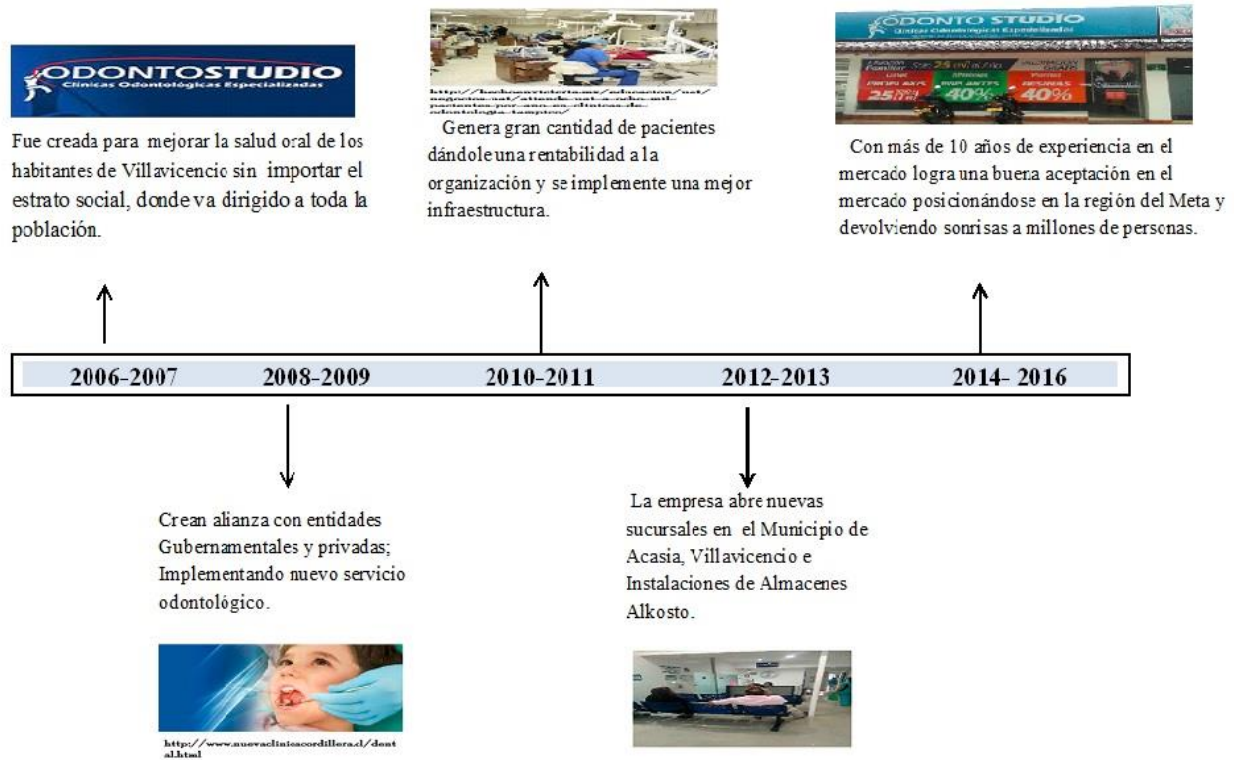 ODONTOSTUDIO
Clínicas Odontológicas Especializadas
Fue creada para mejorar la salud oral de los
habitantes de Villavicencio sin importar el
estrato social, donde va dirigido a toda la
población.
Genera gran cantidad de pacientes
dándole una rentabilidad a la
organización y se implemente una mejor
infraestructura.
ODONTO STUDIO
Clínicas Odontológicas Especializadas
25
40%
40%
Con más de 10 años de experiencia en el
mercado logra una buena aceptación en el
mercado posicionándose en la región del Meta y
devolviendo sonrisas a millones de personas.
2006-2007 2008-2009 2010-2011 2012-2013 2014- 2016
Crean alianza con entidades
Gubernamentales y privadas;
Implementando nuevo servicio
odontológico.
http://www.nuevaclinicacordillera.cl/dent
al.html
La empresa abre nuevas
sucursales en el Municipio de
Acasia, Villavicencio e
Instalaciones de Almacenes
Alkosto.